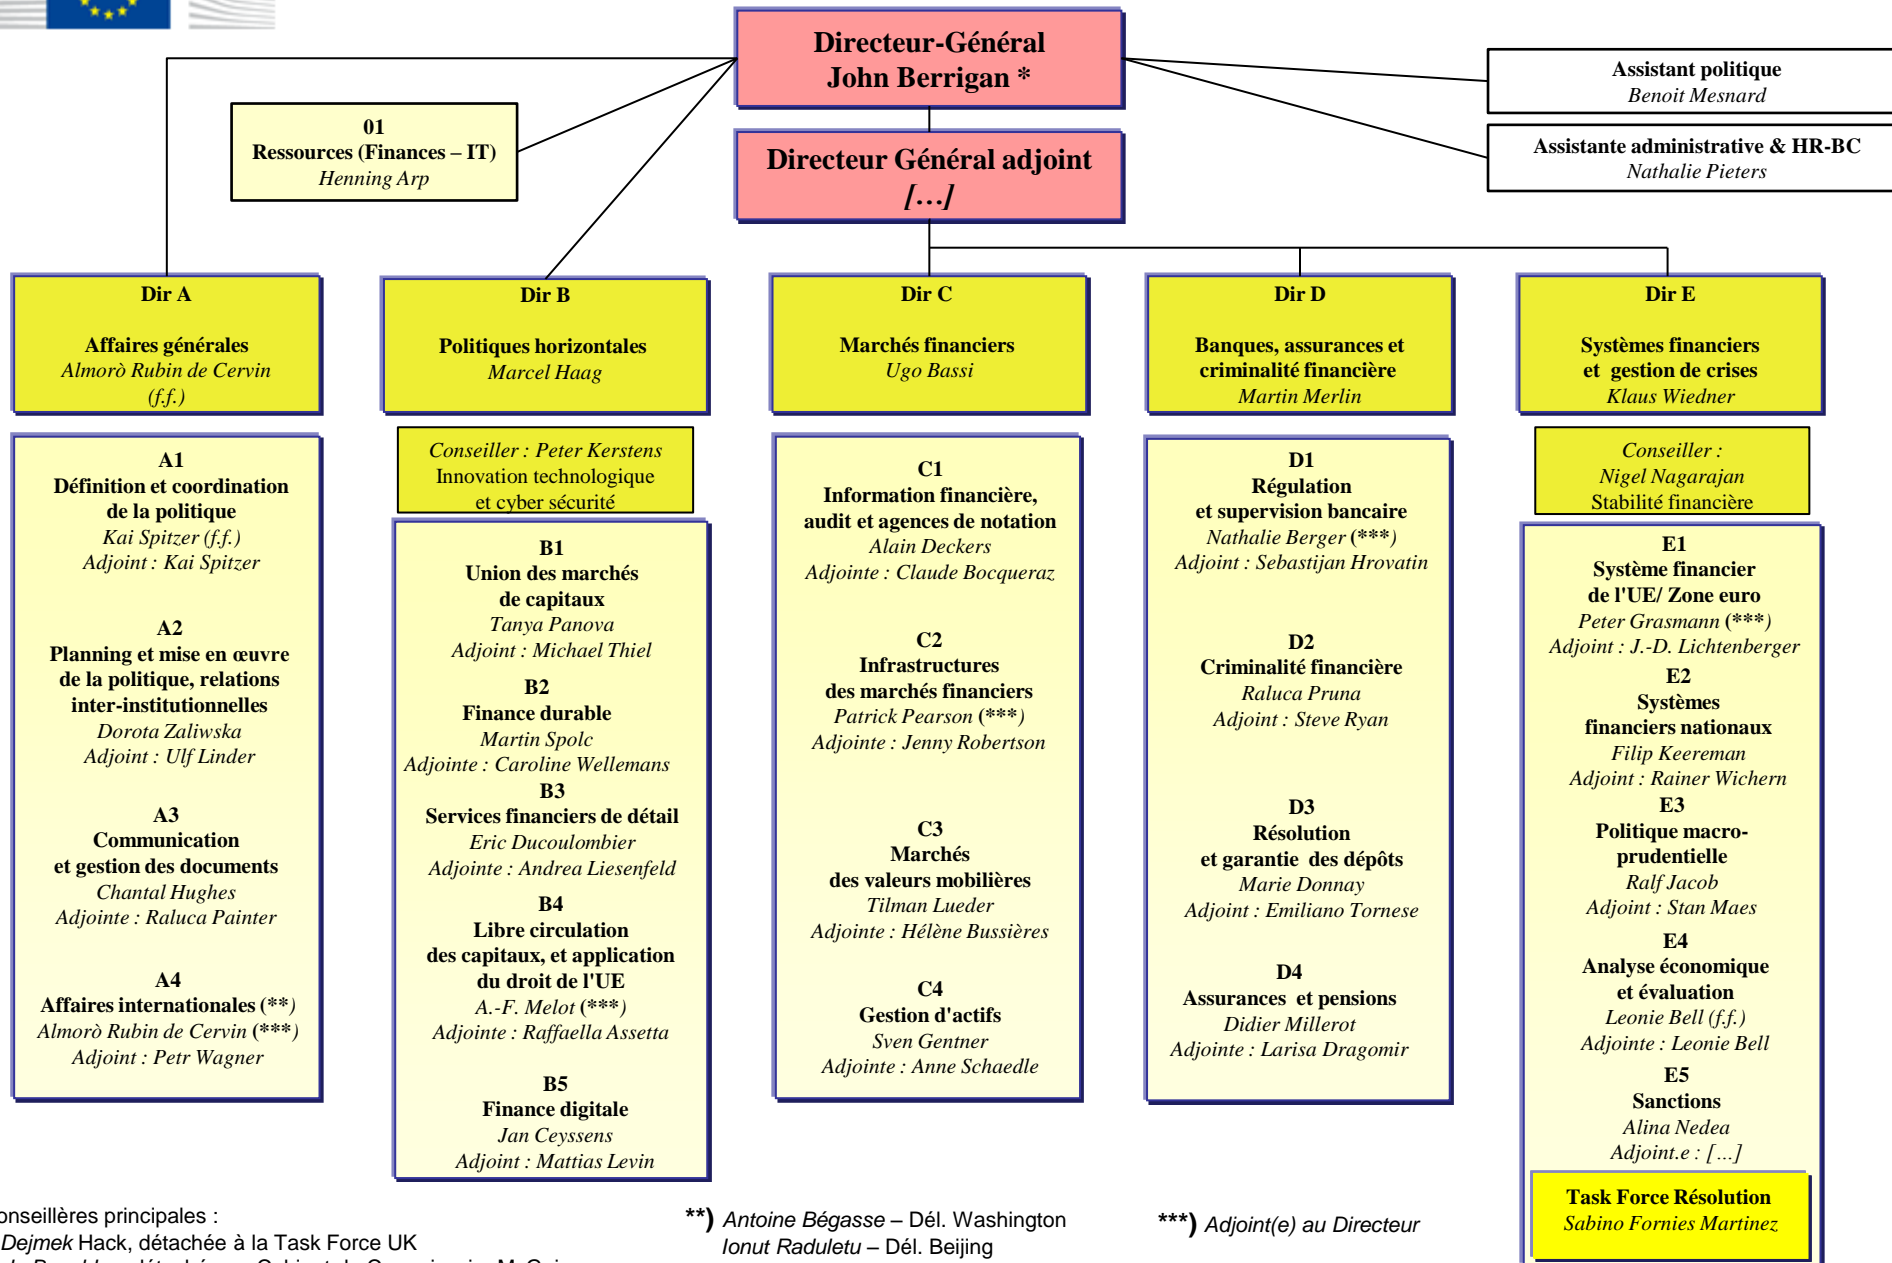 Directeur-Général
John Berrigan *
Assistant politique
Benoit Mesnard
01
Ressources (Finances – IT)
Henning Arp
Directeur Général adjoint
[…]
Assistante administrative & HR-BC
Nathalie Pieters
Dir A
Affaires générales
Almorò Rubin de Cervin
(f.f.)
Dir B
Politiques horizontales
Marcel Haag
Dir C
Marchés financiers
Ugo Bassi
Dir D
Banques, assurances et
criminalité financière
Martin Merlin
Dir E
Systèmes financiers
et gestion de crises
Klaus Wiedner
A1
Définition et coordination
de la politique
Kai Spitzer (f.f.)
Adjoint : Kai Spitzer
A2
Planning et mise en œuvre
de la politique, relations
inter-institutionnelles
Dorota Zaliwska
Adjoint : Ulf Linder
A3
Communication
et gestion des documents
Chantal Hughes
Adjointe : Raluca Painter
A4
Affaires internationales (**)
Almorò Rubin de Cervin (***)
Adjoint : Petr Wagner
Conseiller : Peter Kerstens
Innovation technologique
et cyber sécurité
B1
Union des marchés
de capitaux
Tanya Panova
Adjoint : Michael Thiel
B2
Finance durable
Martin Spolc
Adjointe : Caroline Wellemans
B3
Services financiers de détail
Eric Ducoulombier
Adjointe : Andrea Liesenfeld
B4
Libre circulation
des capitaux, et application
du droit de l'UE
A.-F. Melot (***)
Adjointe : Raffaella Assetta
B5
Finance digitale
Jan Ceyssens
Adjoint : Mattias Levin
C1
Information financière,
audit et agences de notation
Alain Deckers
Adjointe : Claude Bocqueraz
C2
Infrastructures
des marchés financiers
Patrick Pearson (***)
Adjointe : Jenny Robertson
C3
Marchés
des valeurs mobilières
Tilman Lueder
Adjointe : Hélène Bussières
C4
Gestion d'actifs
Sven Gentner
Adjointe : Anne Schaedle
D1
Régulation
et supervision bancaire
Nathalie Berger (***)
Adjoint : Sebastijan Hrovatin
D2
Criminalité financière
Raluca Pruna
Adjoint : Steve Ryan
D3
Résolution
et garantie des dépôts
Marie Donnay
Adjoint : Emiliano Tornese
D4
Assurances et pensions
Didier Millerot
Adjointe : Larisa Dragomir
Conseiller :
Nigel Nagarajan
Stabilité financière
E1
Système financier
de l'UE/ Zone euro
Peter Grasmann (***)
Adjoint : J.-D. Lichtenberger
E2
Systèmes
financiers nationaux
Filip Keereman
Adjoint : Rainer Wichern
E3
Politique macro-
prudentielle
Ralf Jacob
Adjoint : Stan Maes
E4
Analyse économique
et évaluation
Leonie Bell (f.f.)
Adjointe : Leonie Bell
E5
Sanctions
Alina Nedea
Adjoint.e : […]
Task Force Résolution
Sabino Fornies Martinez
onseillères principales :
Dejmek Hack, détachée à la Task Force UK
**) Antoine Bégasse – Dél. Washington
Ionut Raduletu – Dél. Beijing
***) Adjoint(e) au Directeur